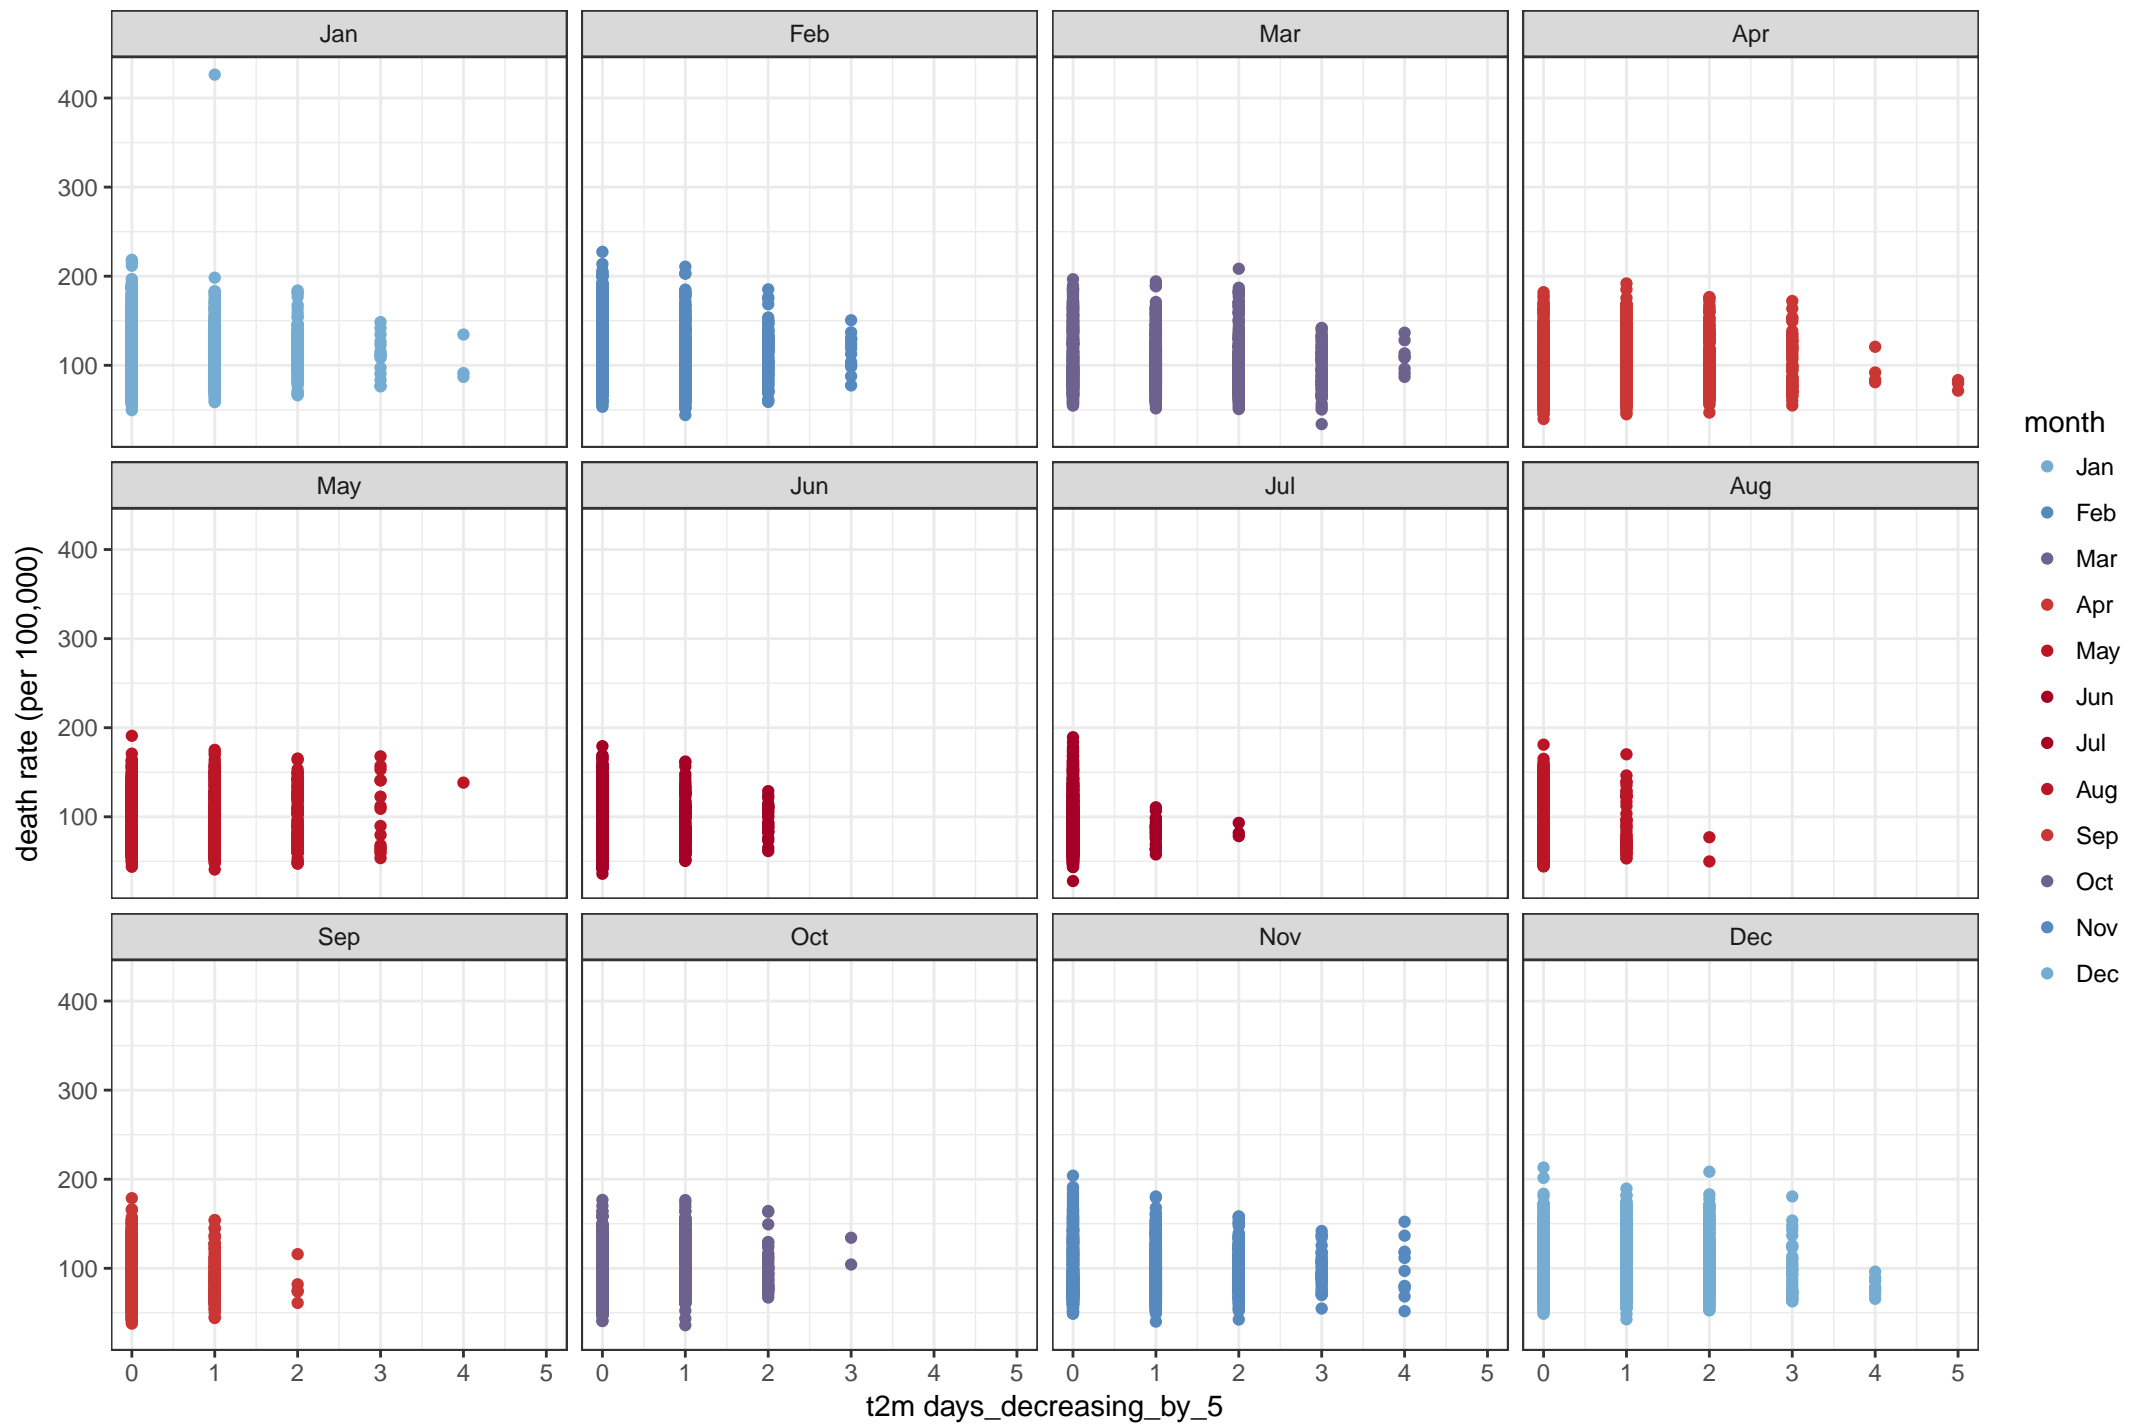 Jan Feb Mar Apr
400
300
200
100
May Jun Jul Aug
400
300
200
100
Sep Oct Nov Dec
400
300
200
100
0 1 2 3 4 5 0 1 2 3 4 5 0 1 2 3 4 5 0 1 2 3 4 5
t2m days_decreasing_by_5
death rate (per 100,000)
month
Jan
Feb
Mar
Apr
May
Jun
Jul
Aug
Sep
Oct
Nov
Dec